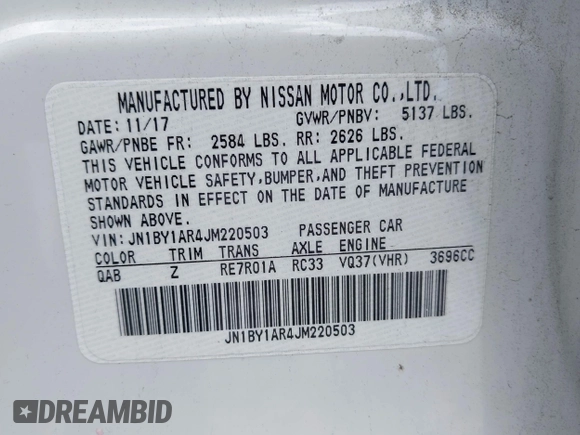 MANUFACTURED BY NISSAN MOTOR CO.,LTD.
DATE: 11/17 GVWR/PNBV: 5137 LBS.
GAWR/PNBE FR: 2584 LBS. RR: 2626 LBS.
THIS VEHICLE CONFORMS TO ALL APPLICABLE FEDERAL
MOTOR VEHICLE SAFETY,BUMPER,AND THEFT PREVENTION
STANDARDS IN EFFECT ON THE DATE OF MANUFACTURE
SHOWN ABOVE.
VIN: JN1BY1AR4JM220503 PASSENGER CAR
COLOR TRIM TRANS AXLE ENGINE
QAB Z RE7R01A RC33 VQ37(VHR) 3696CC
JN1BY1AR4JM220503
DREAMBID